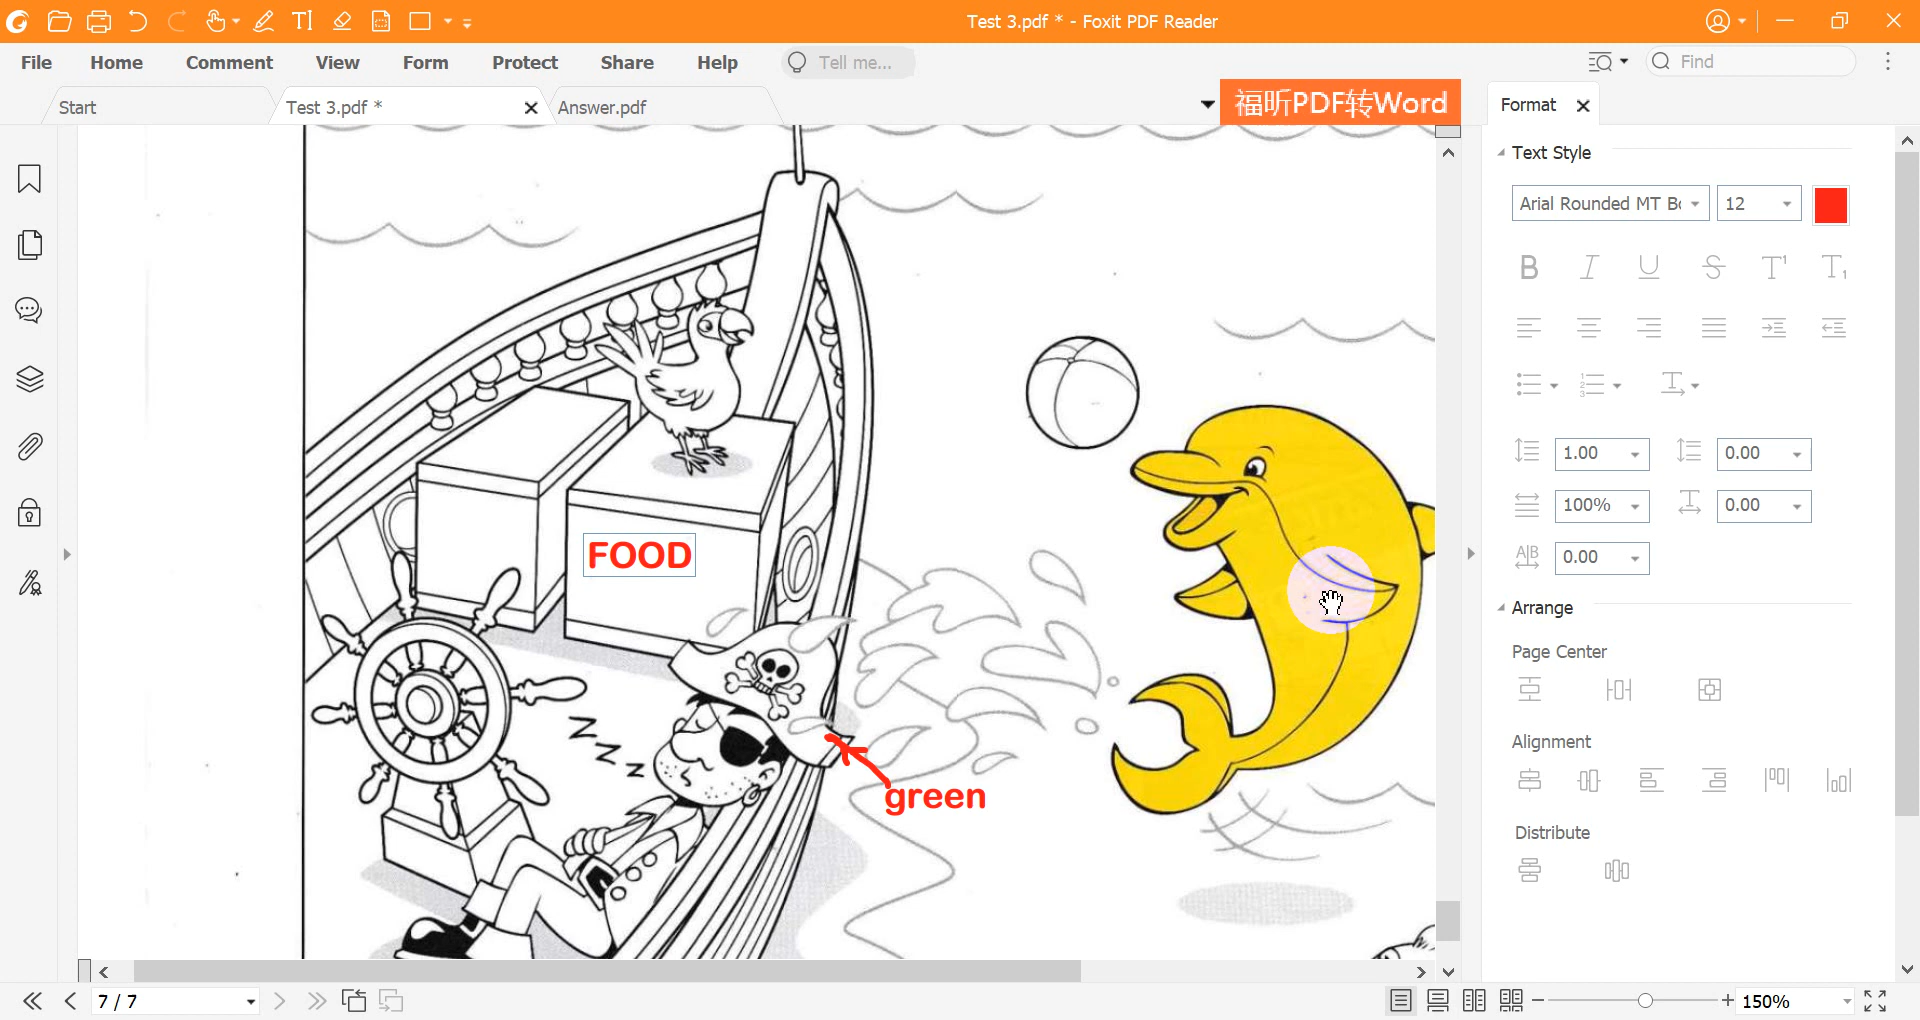 Test 3.pdf * - Foxit PDF Reader
File Home Comment View Form Protect Share Help Tell me... Find
Start Test 3.pdf * Answer.pdf 福昕PDF转Word Format
Text Style
Arial Rounded MT Bo 12
B I U S T¹ T₁
1.00 0.00
100% 0.00
A|B 0.00
Arrange
Page Center
Alignment
Distribute
FOOD
Z Z Z Z
green
7 / 7 150%